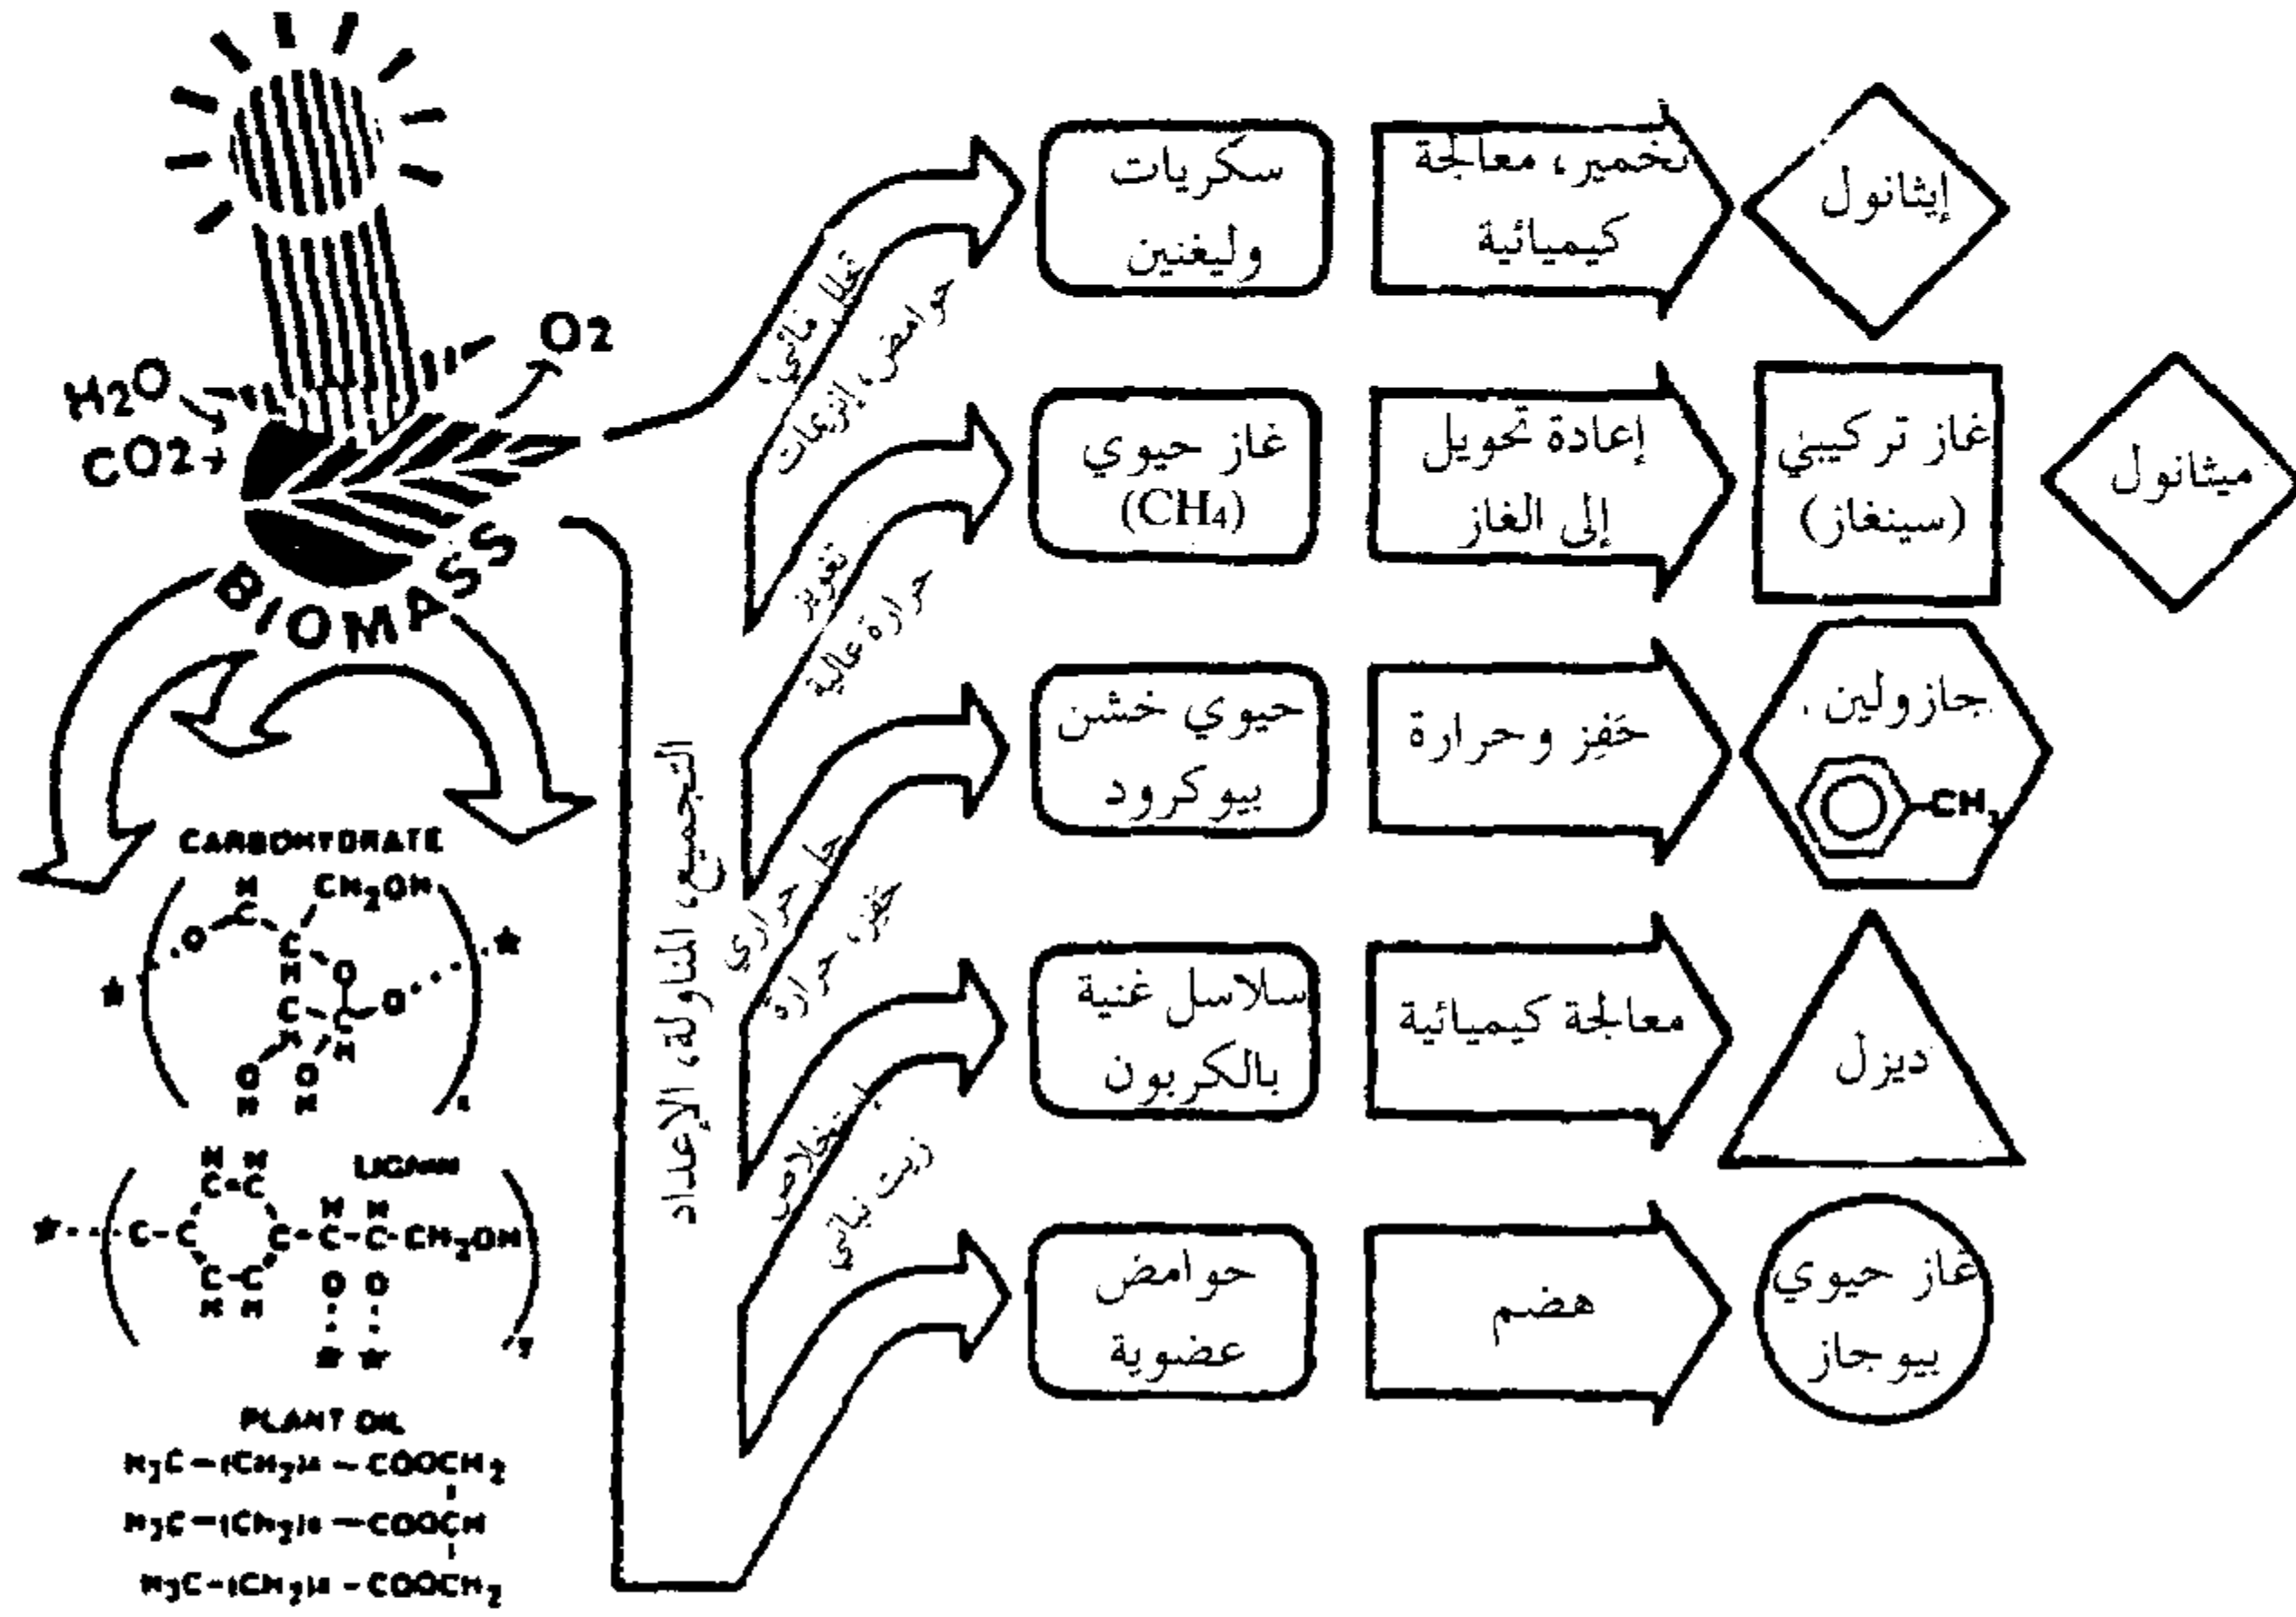 H2O
CO2
O2
BIOMASS
CARBOHYDRATE
H
CH2OH
LIGNIN
CH2OH
PLANT OIL
التجميع، المناولة، الإعداد
تحلل مائي،
حوامض، إنزيمات
سكريات
وليغنين
تخمير، معالجة
كيميائية
إيثانول
تغويز
حرارة عالية
غاز حيوي
(CH4)
إعادة تحويل
إلى الغاز
غاز تركيبي
(سينغاز)
ميثانول
حل حراري
حفز، حرارة
حيوي خشن
بيوكرود
حَفِز وحرارة
جازولين
CH3
زيت نباتي
سلاسل غنية
بالكربون
معالجة كيميائية
ديزل
حوامض
عضوية
هضم
غاز حيوي
بيوجاز